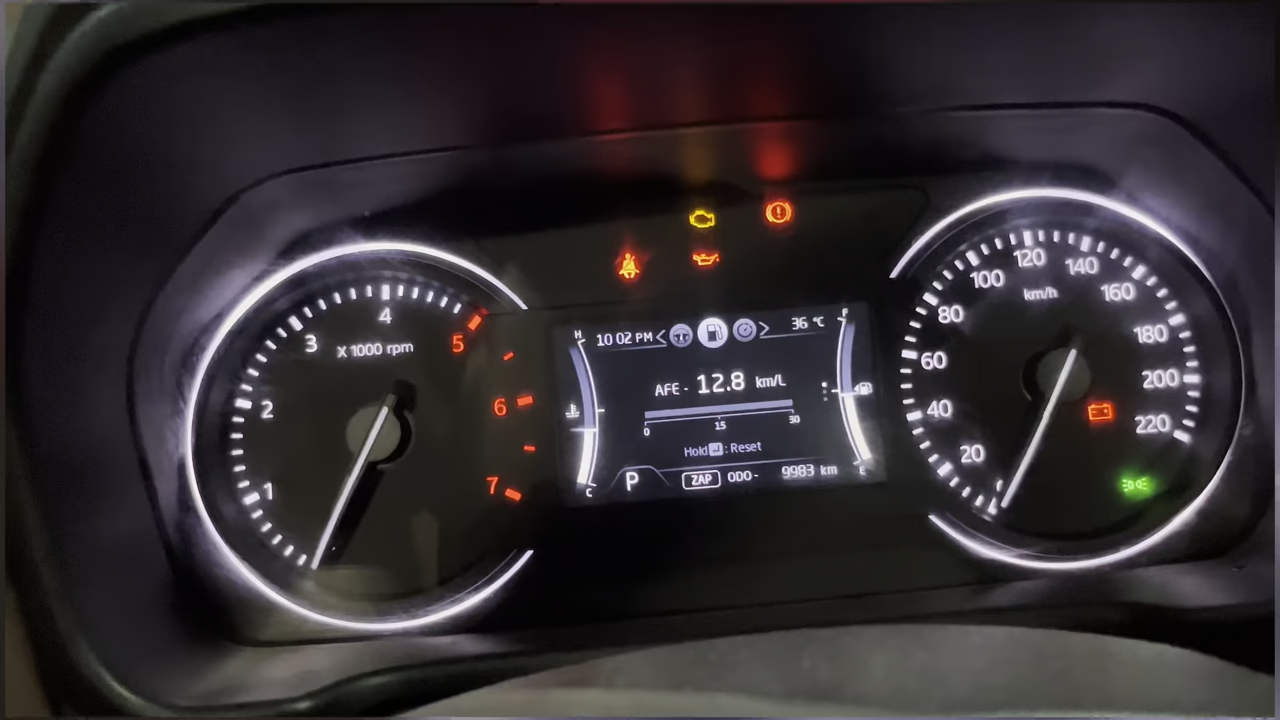 1
2
3
4
5
6
7
X 1000 rpm
H
C
10 02 PM
36 °C
AFE - 12.8 km/L
0 15 30
Hold : Reset
P
ZAP ODO- 9983 km
F
E
20
40
60
80
100
120
140
160
180
200
220
km/h